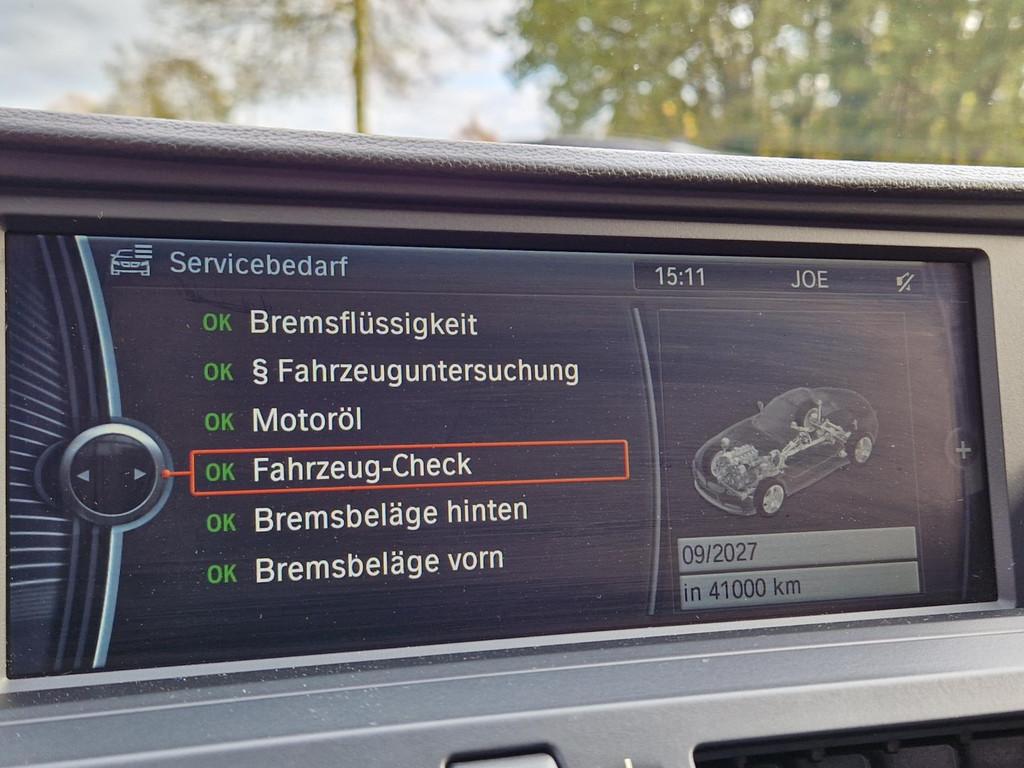 Servicebedarf
15:11 JOE
OK Bremsflüssigkeit
OK § Fahrzeuguntersuchung
OK Motoröl
OK Fahrzeug-Check
OK Bremsbeläge hinten
OK Bremsbeläge vorn
+
09/2027
in 41000 km